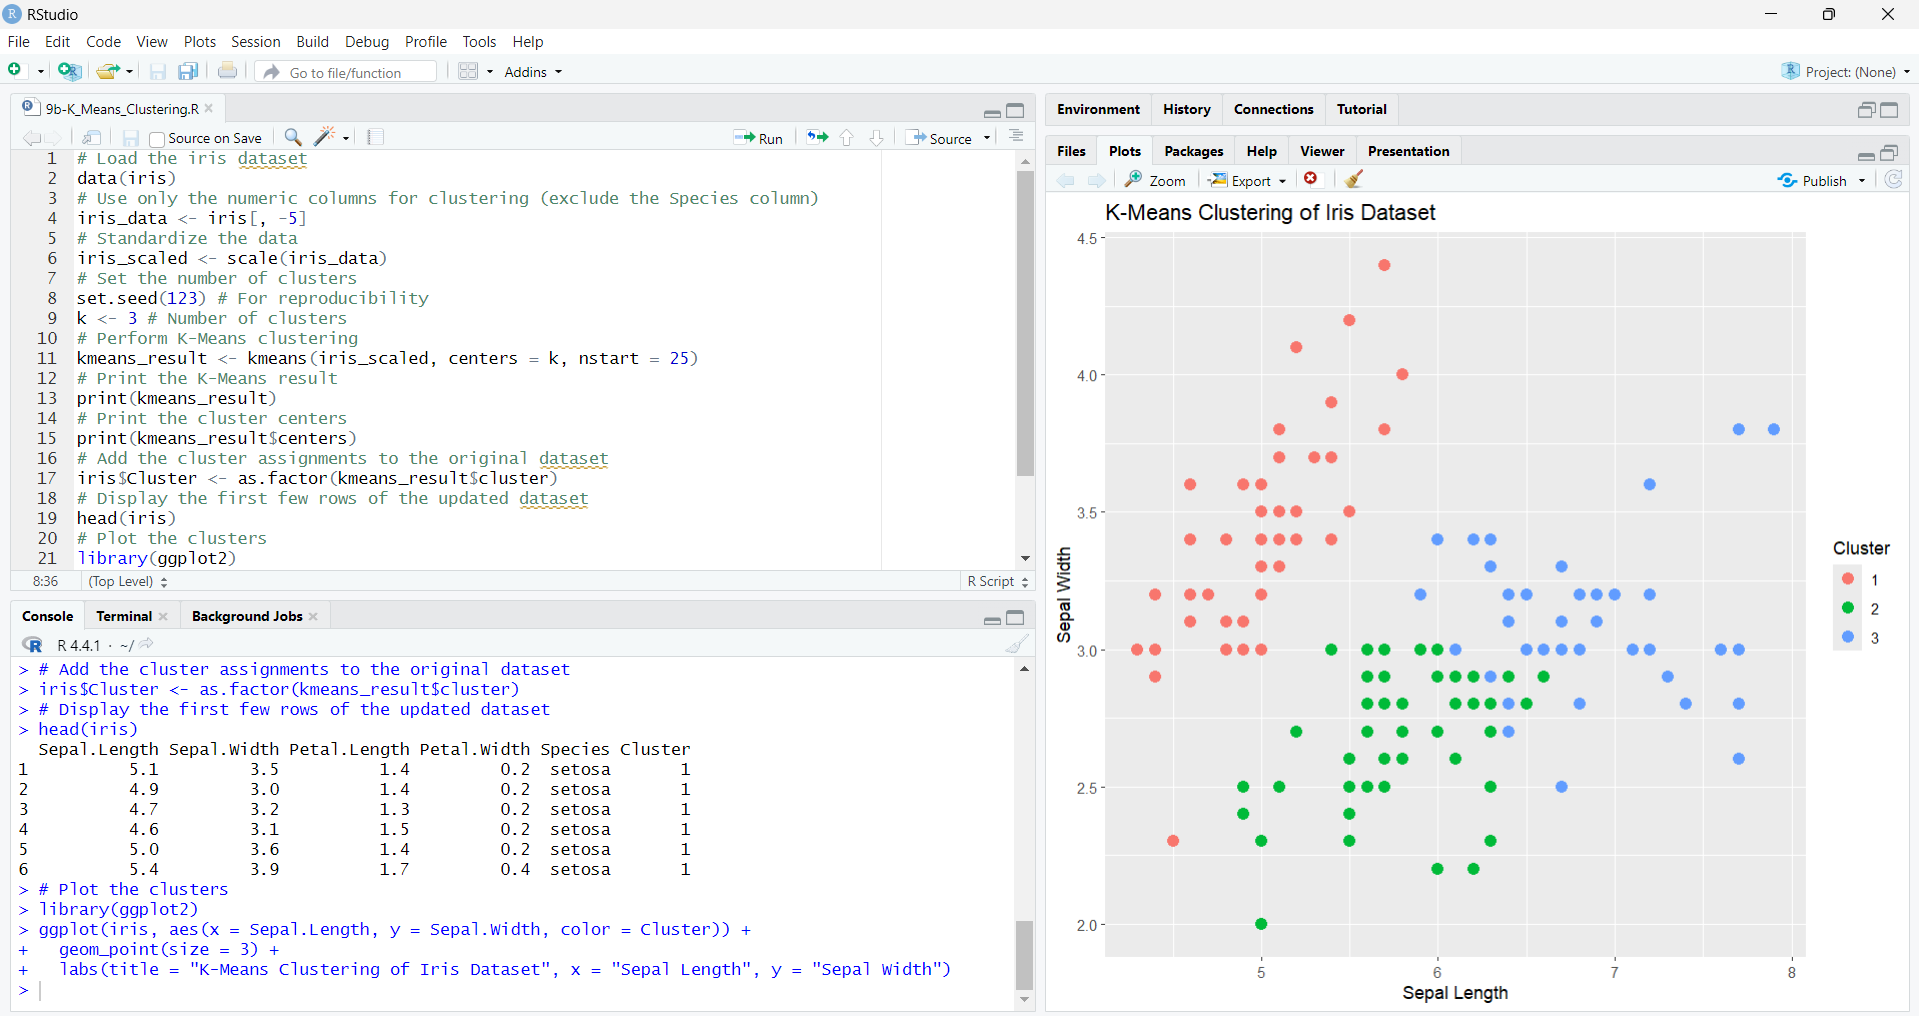 RStudio
File Edit Code View Plots Session Build Debug Profile Tools Help
Go to file/function Addins Project: (None)
9b-K_Means_Clustering.R
Source on Save Run Source
1 # Load the iris dataset
2 data(iris)
3 # Use only the numeric columns for clustering (exclude the Species column)
4 iris_data <- iris[, -5]
5 # Standardize the data
6 iris_scaled <- scale(iris_data)
7 # Set the number of clusters
8 set.seed(123) # For reproducibility
9 k <- 3 # Number of clusters
10 # Perform K-Means clustering
11 kmeans_result <- kmeans(iris_scaled, centers = k, nstart = 25)
12 # Print the K-Means result
13 print(kmeans_result)
14 # Print the cluster centers
15 print(kmeans_result$centers)
16 # Add the cluster assignments to the original dataset
17 iris$Cluster <- as.factor(kmeans_result$cluster)
18 # Display the first few rows of the updated dataset
19 head(iris)
20 # Plot the clusters
21 library(ggplot2)
8:36 (Top Level) R Script
Console Terminal Background Jobs
R 4.4.1 · ~/
> # Add the cluster assignments to the original dataset
> iris$Cluster <- as.factor(kmeans_result$cluster)
> # Display the first few rows of the updated dataset
> head(iris)
Sepal.Length Sepal.Width Petal.Length Petal.Width Species Cluster
1 5.1 3.5 1.4 0.2 setosa 1
2 4.9 3.0 1.4 0.2 setosa 1
3 4.7 3.2 1.3 0.2 setosa 1
4 4.6 3.1 1.5 0.2 setosa 1
5 5.0 3.6 1.4 0.2 setosa 1
6 5.4 3.9 1.7 0.4 setosa 1
> # Plot the clusters
> library(ggplot2)
> ggplot(iris, aes(x = Sepal.Length, y = Sepal.Width, color = Cluster)) +
+ geom_point(size = 3) +
+ labs(title = "K-Means Clustering of Iris Dataset", x = "Sepal Length", y = "Sepal Width")
>
Environment History Connections Tutorial
Files Plots Packages Help Viewer Presentation
Zoom Export Publish
K-Means Clustering of Iris Dataset
4.5
4.0
3.5
3.0
2.5
2.0
Sepal Width
5 6 7 8
Sepal Length
Cluster
1
2
3